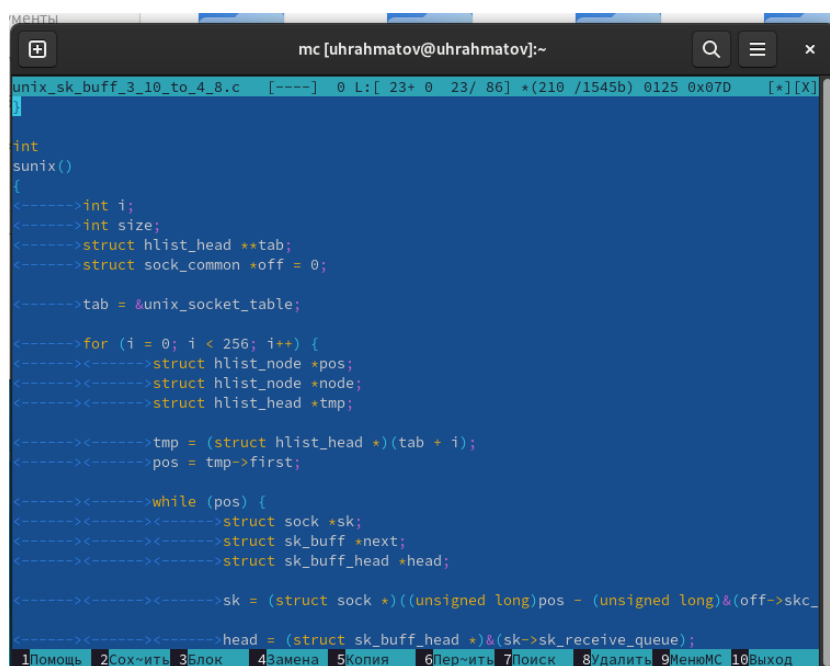 ументы
mc [uhrahmatov@uhrahmatov]:~
unix_sk_buff_3_10_to_4_8.c   [----]  0 L:[ 23+ 0  23/ 86] *(210 /1545b) 0125 0x07D     [*][X]
}
int
sunix()
{
<------>int i;
<------>int size;
<------>struct hlist_head **tab;
<------>struct sock_common *off = 0;
<------>tab = &unix_socket_table;
<------>for (i = 0; i < 256; i++) {
<------><------>struct hlist_node *pos;
<------><------>struct hlist_node *node;
<------><------>struct hlist_head *tmp;
<------><------>tmp = (struct hlist_head *)(tab + i);
<------><------>pos = tmp->first;
<------><------>while (pos) {
<------><------><------>struct sock *sk;
<------><------><------>struct sk_buff *next;
<------><------><------>struct sk_buff_head *head;
<------><------><------>sk = (struct sock *)((unsigned long)pos - (unsigned long)&(off->skc_
<------><------><------>head = (struct sk_buff_head *)&(sk->sk_receive_queue);
1Помощь 2Сох~ить 3Блок 4Замена 5Копия 6Пер~ить 7Поиск 8Удалить 9МенюМС 10Выход